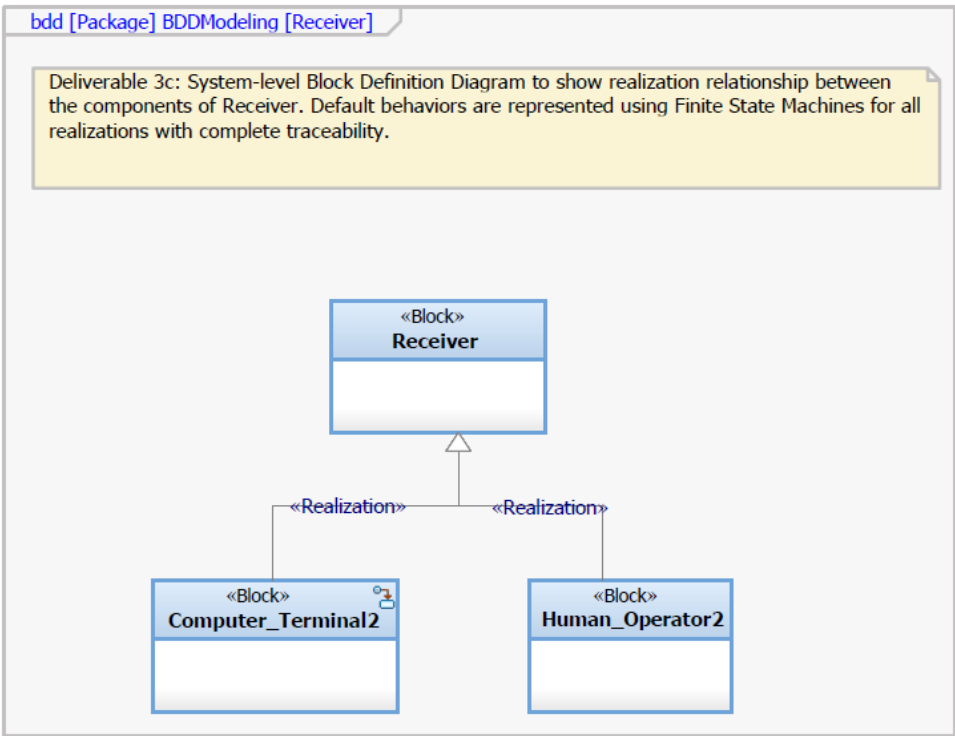 bdd [Package] BDDModeling [Receiver]
Deliverable 3c: System-level Block Definition Diagram to show realization relationship between
the components of Receiver. Default behaviors are represented using Finite State Machines for all
realizations with complete traceability.
«Block»
Receiver
«Realization»
«Realization»
«Block»
Computer_Terminal2
«Block»
Human_Operator2